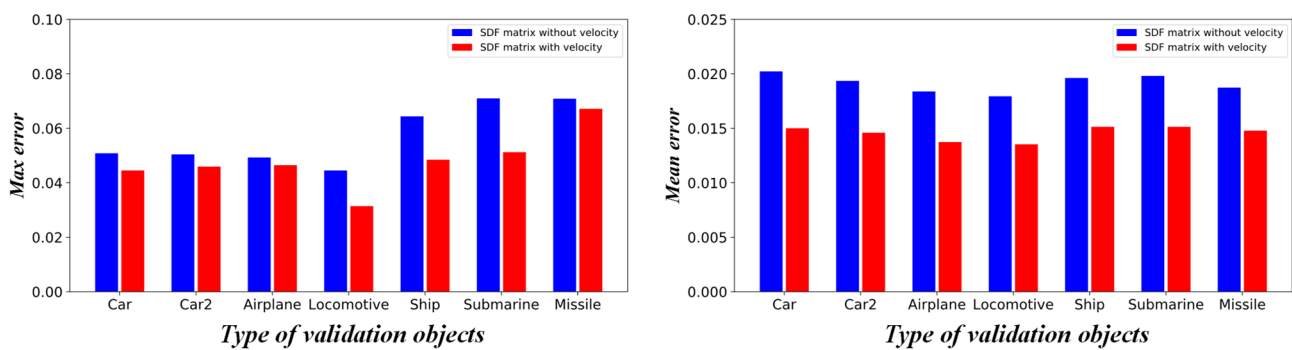 0.10
0.08
0.06
0.04
0.02
0.00
Max error
SDF matrix without velocity
SDF matrix with velocity
Car Car2 Airplane Locomotive Ship Submarine Missile
Type of validation objects
0.025
0.020
0.015
0.010
0.005
0.000
Mean error
SDF matrix without velocity
SDF matrix with velocity
Car Car2 Airplane Locomotive Ship Submarine Missile
Type of validation objects